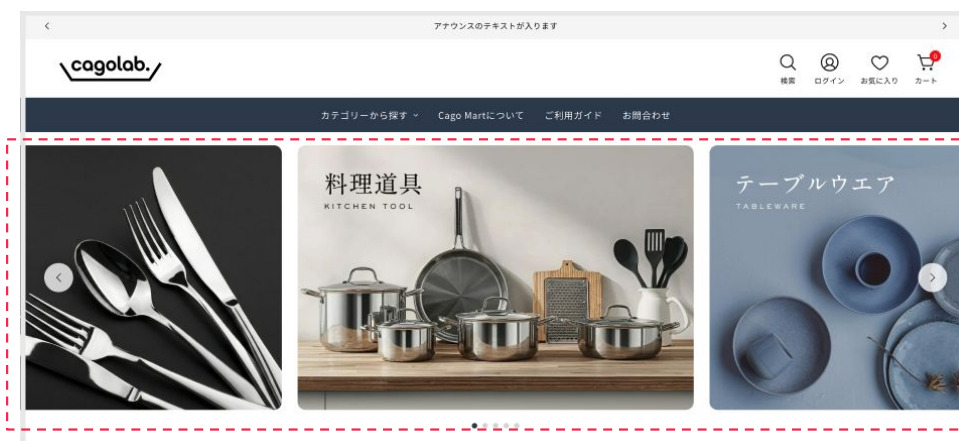 アナウンスのテキストが入ります
cagolab.
検索
ログイン
お気に入り
0
カート
カテゴリーから探す
Cago Martについて
ご利用ガイド
お問合わせ
料理道具
KITCHEN TOOL
テーブルウエア
TABLEWARE